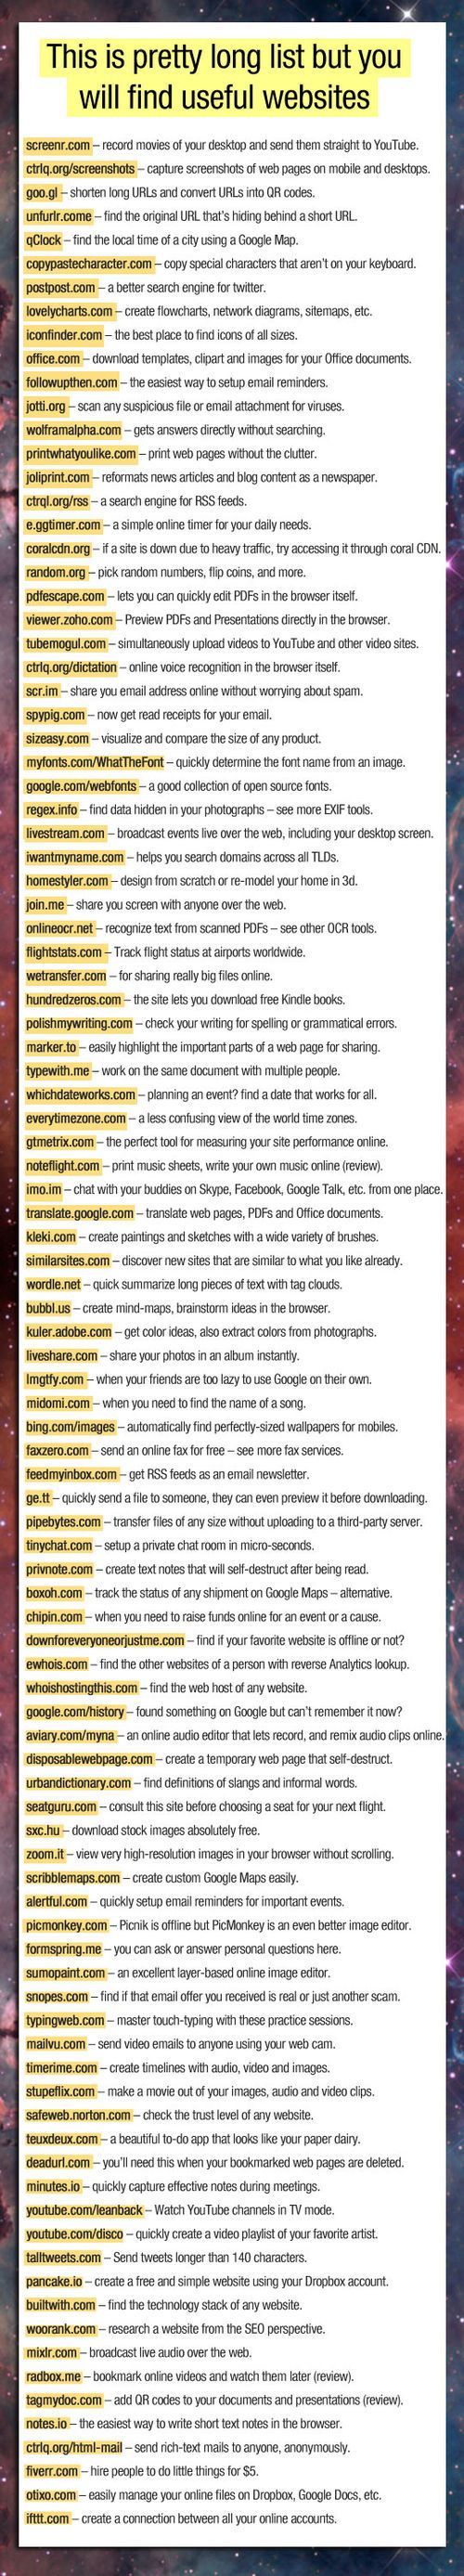 This is pretty long list but you
will find useful websites
screenr.com – record movies of your desktop and send them straight to YouTube.
ctrlq.org/screenshots – capture screenshots of web pages on mobile and desktops.
goo.gl – shorten long URLs and convert URLs into QR codes.
unfurlr.come – find the original URL that's hiding behind a short URL.
qClock – find the local time of a city using a Google Map.
copypastecharacter.com – copy special characters that aren't on your keyboard.
postpost.com – a better search engine for twitter.
lovelycharts.com – create flowcharts, network diagrams, sitemaps, etc.
iconfinder.com – the best place to find icons of all sizes.
office.com – download templates, clipart and images for your Office documents.
followupthen.com – the easiest way to setup email reminders.
jotti.org – scan any suspicious file or email attachment for viruses.
wolframalpha.com – gets answers directly without searching.
printwhatyoulike.com – print web pages without the clutter.
joliprint.com – reformats news articles and blog content as a newspaper.
ctrql.org/rss – a search engine for RSS feeds.
e.ggtimer.com – a simple online timer for your daily needs.
coralcdn.org – if a site is down due to heavy traffic, try accessing it through coral CDN.
random.org – pick random numbers, flip coins, and more.
pdfescape.com – lets you can quickly edit PDFs in the browser itself.
viewer.zoho.com – Preview PDFs and Presentations directly in the browser.
tubemogul.com – simultaneously upload videos to YouTube and other video sites.
ctrlq.org/dictation – online voice recognition in the browser itself.
scr.im – share you email address online without worrying about spam.
spypig.com – now get read receipts for your email.
sizeasy.com – visualize and compare the size of any product.
myfonts.com/WhatTheFont – quickly determine the font name from an image.
google.com/webfonts – a good collection of open source fonts.
regex.info – find data hidden in your photographs – see more EXIF tools.
livestream.com – broadcast events live over the web, including your desktop screen.
iwantmyname.com – helps you search domains across all TLDs.
homestyler.com – design from scratch or re-model your home in 3d.
join.me – share you screen with anyone over the web.
onlineocr.net – recognize text from scanned PDFs – see other OCR tools.
flightstats.com – Track flight status at airports worldwide.
wetransfer.com – for sharing really big files online.
hundredzeros.com – the site lets you download free Kindle books.
polishmywriting.com – check your writing for spelling or grammatical errors.
marker.to – easily highlight the important parts of a web page for sharing.
typewith.me – work on the same document with multiple people.
whichdateworks.com – planning an event? find a date that works for all.
everytimezone.com – a less confusing view of the world time zones.
gtmetrix.com – the perfect tool for measuring your site performance online.
noteflight.com – print music sheets, write your own music online (review).
imo.im – chat with your buddies on Skype, Facebook, Google Talk, etc. from one place.
translate.google.com – translate web pages, PDFs and Office documents.
kleki.com – create paintings and sketches with a wide variety of brushes.
similarsites.com – discover new sites that are similar to what you like already.
wordle.net – quick summarize long pieces of text with tag clouds.
bubbl.us – create mind-maps, brainstorm ideas in the browser.
kuler.adobe.com – get color ideas, also extract colors from photographs.
liveshare.com – share your photos in an album instantly.
lmgtfy.com – when your friends are too lazy to use Google on their own.
midomi.com – when you need to find the name of a song.
bing.com/images – automatically find perfectly-sized wallpapers for mobiles.
faxzero.com – send an online fax for free – see more fax services.
feedmyinbox.com – get RSS feeds as an email newsletter.
ge.tt – quickly send a file to someone, they can even preview it before downloading.
pipebytes.com – transfer files of any size without uploading to a third-party server.
tinychat.com – setup a private chat room in micro-seconds.
privnote.com – create text notes that will self-destruct after being read.
boxoh.com – track the status of any shipment on Google Maps – alternative.
chipin.com – when you need to raise funds online for an event or a cause.
downforeveryoneorjustme.com – find if your favorite website is offline or not?
ewhois.com – find the other websites of a person with reverse Analytics lookup.
whoishostingthis.com – find the web host of any website.
google.com/history – found something on Google but can't remember it now?
aviary.com/myna – an online audio editor that lets record, and remix audio clips online.
disposablewebpage.com – create a temporary web page that self-destruct.
urbandictionary.com – find definitions of slangs and informal words.
seatguru.com – consult this site before choosing a seat for your next flight.
sxc.hu – download stock images absolutely free.
zoom.it – view very high-resolution images in your browser without scrolling.
scribblemaps.com – create custom Google Maps easily.
alertful.com – quickly setup email reminders for important events.
picmonkey.com – Picnik is offline but PicMonkey is an even better image editor.
formspring.me – you can ask or answer personal questions here.
sumopaint.com – an excellent layer-based online image editor.
snopes.com – find if that email offer you received is real or just another scam.
typingweb.com – master touch-typing with these practice sessions.
mailvu.com – send video emails to anyone using your web cam.
timerime.com – create timelines with audio, video and images.
stupeflix.com – make a movie out of your images, audio and video clips.
safeweb.norton.com – check the trust level of any website.
teuxdeux.com – a beautiful to-do app that looks like your paper dairy.
deadurl.com – you'll need this when your bookmarked web pages are deleted.
minutes.io – quickly capture effective notes during meetings.
youtube.com/leanback – Watch YouTube channels in TV mode.
youtube.com/disco – quickly create a video playlist of your favorite artist.
talltweets.com – Send tweets longer than 140 characters.
pancake.io – create a free and simple website using your Dropbox account.
builtwith.com – find the technology stack of any website.
woorank.com – research a website from the SEO perspective.
mixlr.com – broadcast live audio over the web.
radbox.me – bookmark online videos and watch them later (review).
tagmydoc.com – add QR codes to your documents and presentations (review).
notes.io – the easiest way to write short text notes in the browser.
ctrlq.org/html-mail – send rich-text mails to anyone, anonymously.
fiverr.com – hire people to do little things for $5.
otixo.com – easily manage your online files on Dropbox, Google Docs, etc.
ifttt.com – create a connection between all your online accounts.